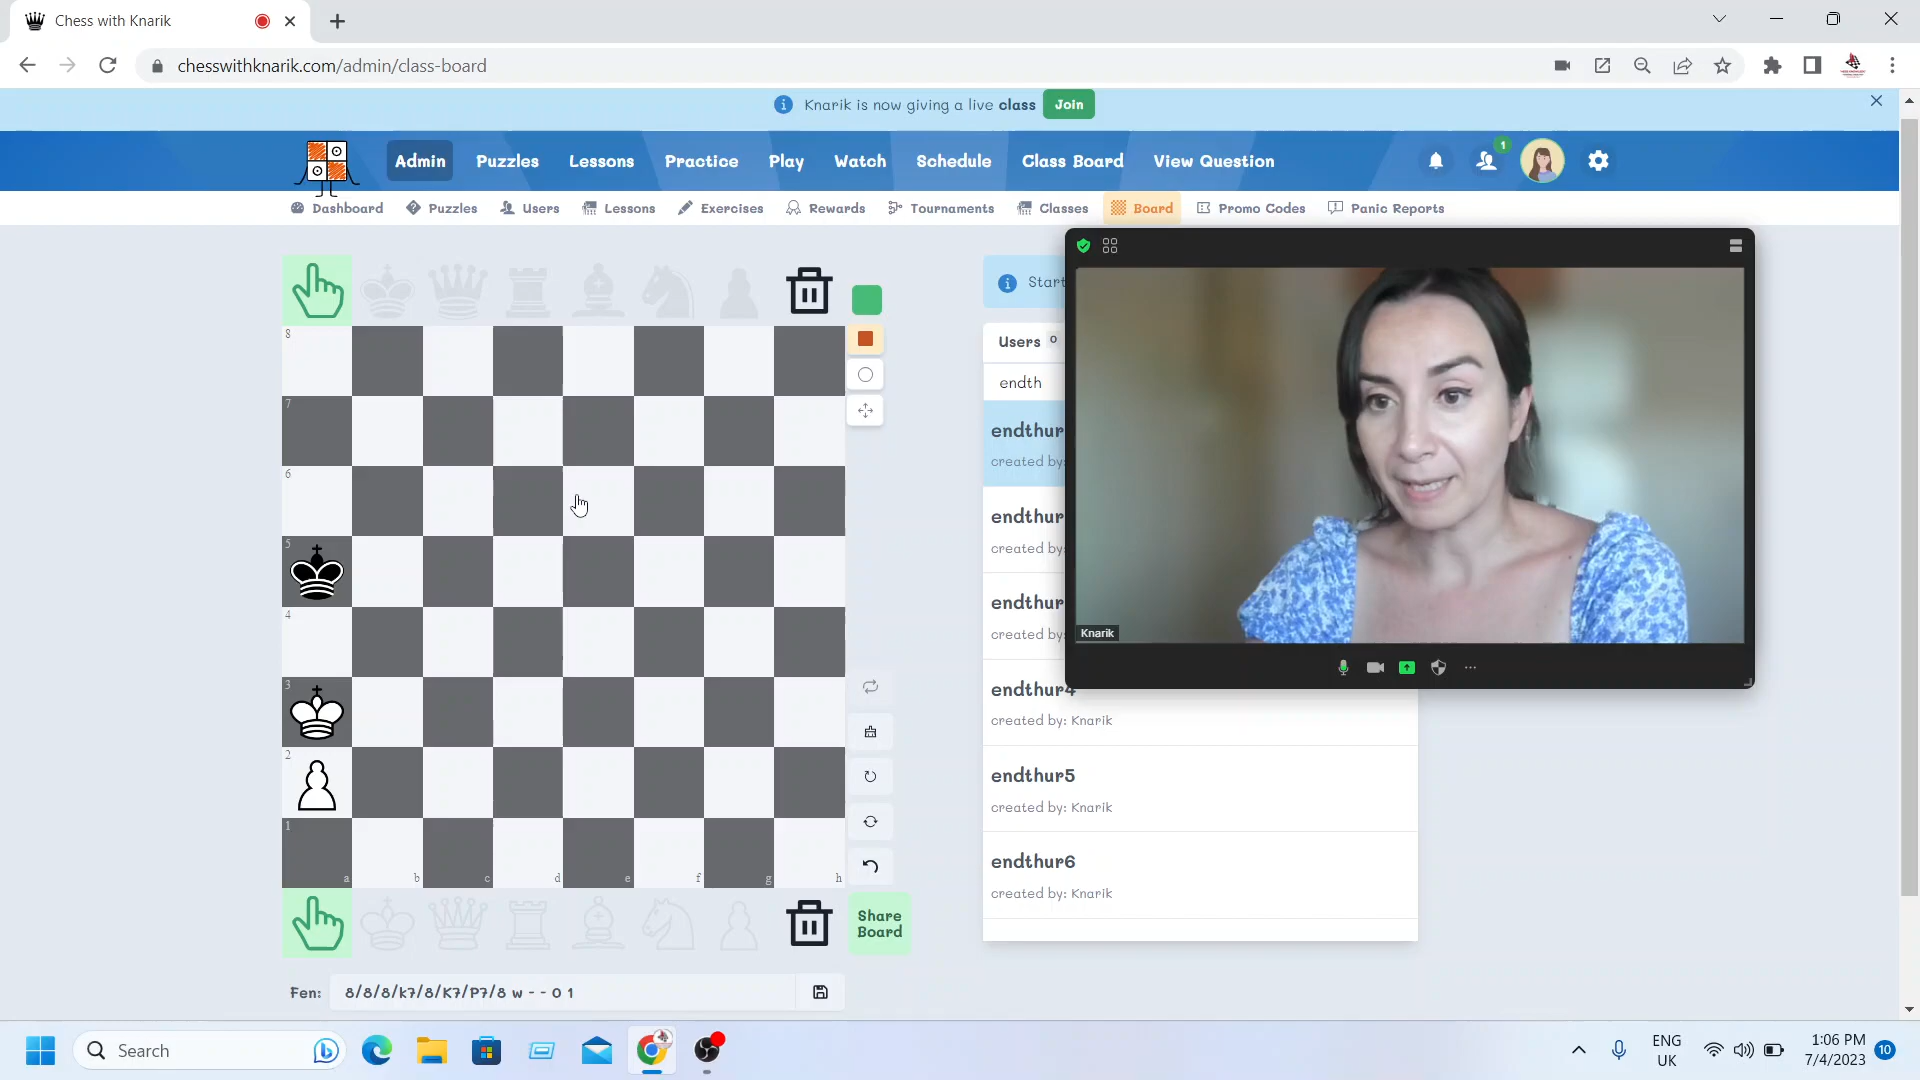 Chess with Knarik
chesswithknarik.com/admin/class-board
Knarik is now giving a live class Join
Admin Puzzles Lessons Practice Play Watch Schedule Class Board View Question 1
Dashboard Puzzles Users Lessons Exercises Rewards Tournaments Classes Board Promo Codes Panic Reports
Start
Users 0
endth
endthur
created by:
endthur
created by:
endthur
created by:
endthur4
created by: Knarik
endthur5
created by: Knarik
endthur6
created by: Knarik
Knarik
8
7
6
5
4
3
2
1
a b c d e f g h
Share
Board
Fen: 8/8/8/k7/8/K7/P7/8 w - - 0 1
Search
ENG
UK
1:06 PM
7/4/2023
10